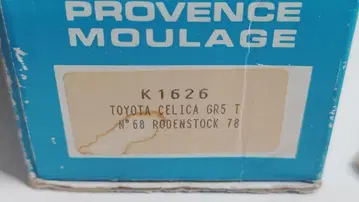 PROVENCE
MOULAGE
K1626
TOYOTA CELICA GR5 T
N°68 RODENSTOCK 78